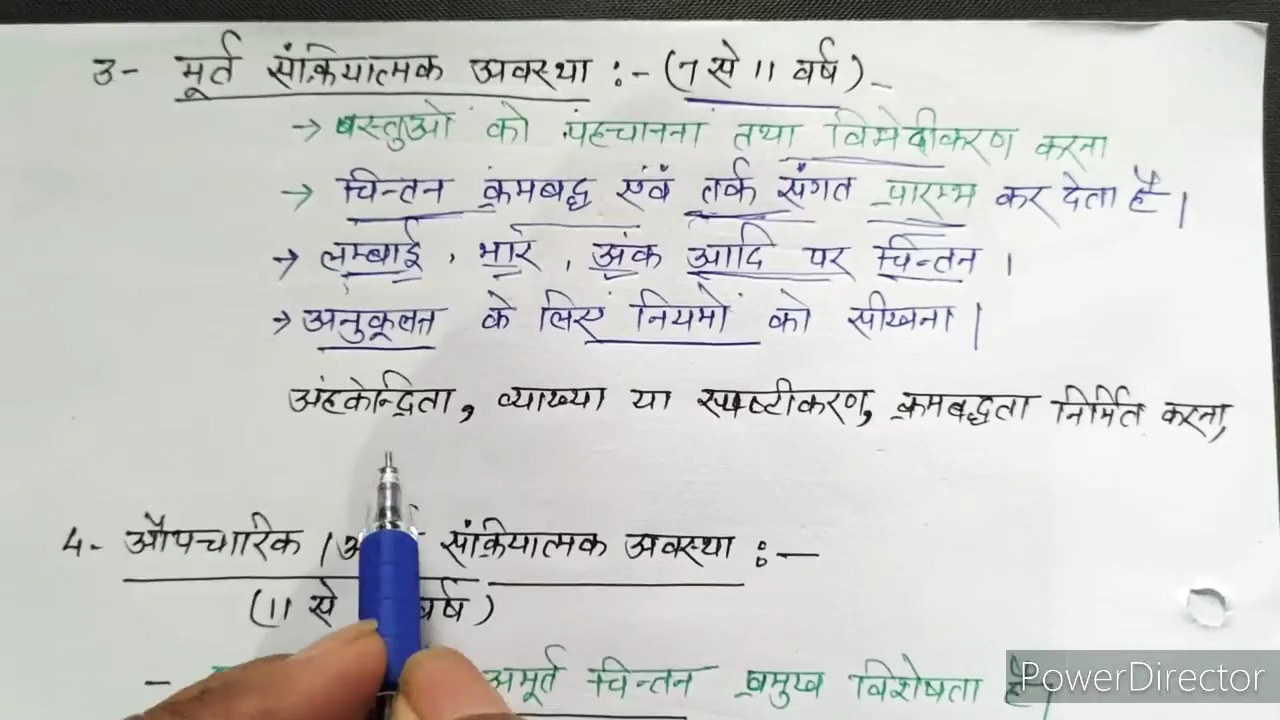 3- मूर्त संक्रियात्मक अवस्था :- (7 से 11 वर्ष) -
→ वस्तुओं को पहचानना तथा विभेदीकरण करना
→ चिन्तन क्रमबद्ध एंव तर्क संगत प्रारम्भ कर देता है।
→ लम्बाई, भार, अंक आदि पर चिन्तन।
→ अनुकूलन के लिए नियमों को सीखना।
अंहकेन्द्रिता, व्याख्या या स्पष्टीकरण, क्रमबद्धता निर्मित करना,
4- औपचारिक / संक्रियात्मक अवस्था :-
(11 से वर्ष)
- अमूर्त चिन्तन प्रमुख विशेषता है।
PowerDirector